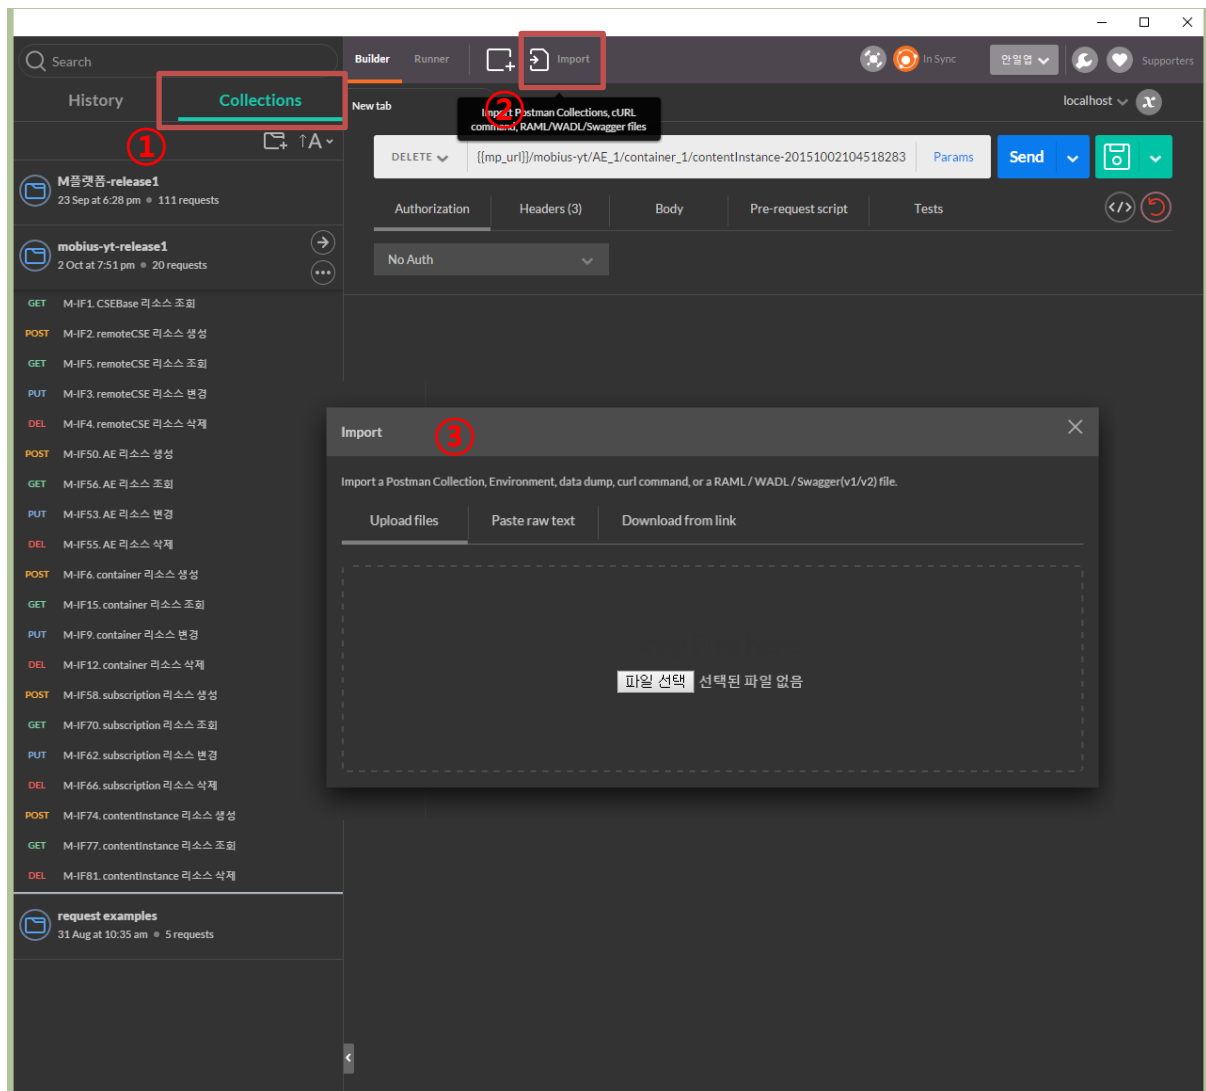 Search
Builder
Runner
Import
In Sync
안일엽
Supporters
History
Collections
New tab
②
Import Postman Collections, cURL
command, RAML/WADL/Swagger files
localhost
x
①
↑A
DELETE
{{mp_url}}/mobius-yt/AE_1/container_1/contentInstance-20151002104518283
Params
Send
M플랫폼-release1
23 Sep at 6:28 pm • 111 requests
Authorization
Headers (3)
Body
Pre-request script
Tests
</>
mobius-yt-release1
2 Oct at 7:51 pm • 20 requests
No Auth
GET M-IF1. CSEBase 리소스 조회
POST M-IF2. remoteCSE 리소스 생성
GET M-IF5. remoteCSE 리소스 조회
PUT M-IF3. remoteCSE 리소스 변경
DEL M-IF4. remoteCSE 리소스 삭제
POST M-IF50. AE 리소스 생성
GET M-IF56. AE 리소스 조회
PUT M-IF53. AE 리소스 변경
DEL M-IF55. AE 리소스 삭제
POST M-IF6. container 리소스 생성
GET M-IF15. container 리소스 조회
PUT M-IF9. container 리소스 변경
DEL M-IF12. container 리소스 삭제
POST M-IF58. subscription 리소스 생성
GET M-IF70. subscription 리소스 조회
PUT M-IF62. subscription 리소스 변경
DEL M-IF66. subscription 리소스 삭제
POST M-IF74. contentInstance 리소스 생성
GET M-IF77. contentInstance 리소스 조회
DEL M-IF81. contentInstance 리소스 삭제
request examples
31 Aug at 10:35 am • 5 requests
Import
③
Import a Postman Collection, Environment, data dump, curl command, or a RAML / WADL / Swagger(v1/v2) file.
Upload files
Paste raw text
Download from link
파일 선택 선택된 파일 없음